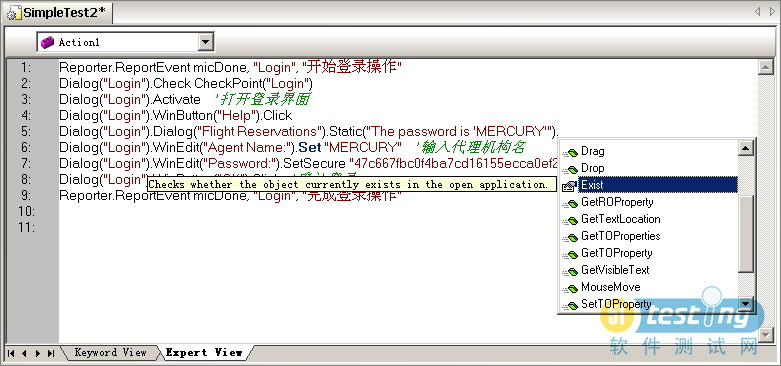 SimpleTest2*
Action1
1: Reporter.ReportEvent micDone, "Login", "开始登录操作"
2: Dialog("Login").Check CheckPoint("Login")
3: Dialog("Login").Activate '打开登录界面
4: Dialog("Login").WinButton("Help").Click
5: Dialog("Login").Dialog("Flight Reservations").Static("The password is 'MERCURY'").
6: Dialog("Login").WinEdit("Agent Name:").Set "MERCURY" '输入代理机构名
7: Dialog("Login").WinEdit("Password:").SetSecure "47c667fbc0f4ba7cd16155ecca0ef2
8: Dialog("Login")
9: Reporter.ReportEvent micDone, "Login", "完成登录操作"
10:
11:
Checks whether the object currently exists in the open application.
Drag
Drop
Exist
GetROProperty
GetTextLocation
GetTOProperties
GetTOProperty
GetVisibleText
MouseMove
SetTOProperty
Keyword View Expert View
51testing
软件测试网